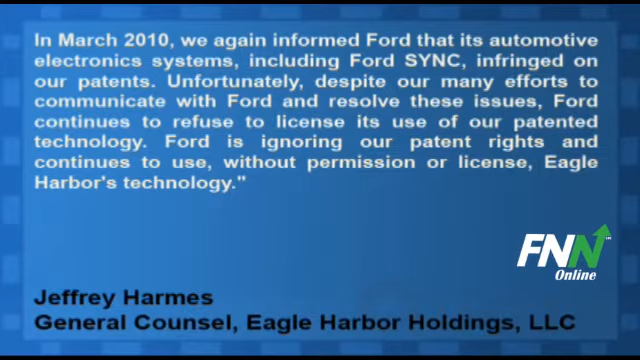 In March 2010, we again informed Ford that its automotive
electronics systems, including Ford SYNC, infringed on
our patents. Unfortunately, despite our many efforts to
communicate with Ford and resolve these issues, Ford
continues to refuse to license its use of our patented
technology. Ford is ignoring our patent rights and
continues to use, without permission or license, Eagle
Harbor's technology."
FNN
Online
Jeffrey Harmes
General Counsel, Eagle Harbor Holdings, LLC